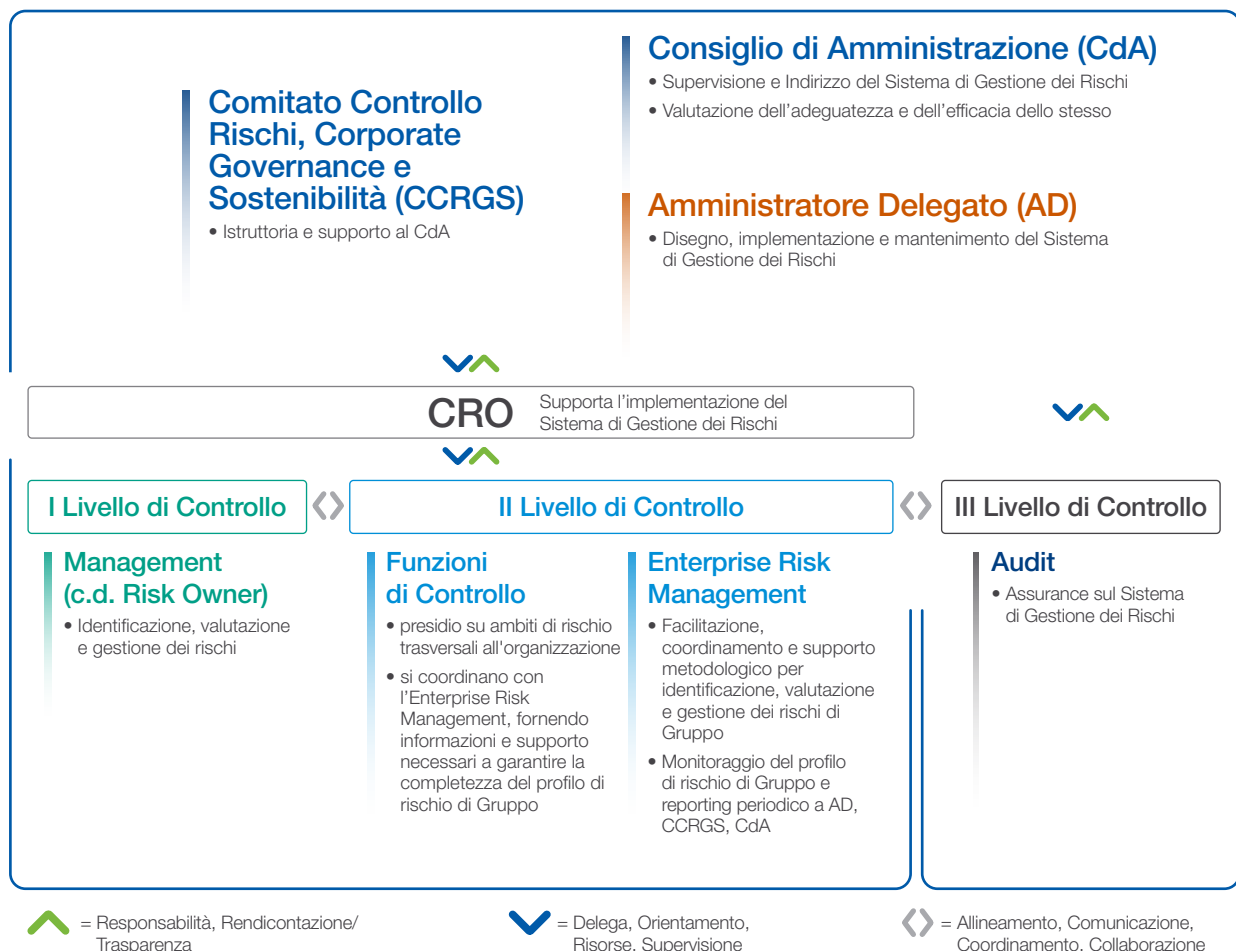 Comitato Controllo
Rischi, Corporate
Governance e
Sostenibilità (CCRGS)
• Istruttoria e supporto al CdA
Consiglio di Amministrazione (CdA)
• Supervisione e Indirizzo del Sistema di Gestione dei Rischi
• Valutazione dell’adeguatezza e dell’efficacia dello stesso
Amministratore Delegato (AD)
• Disegno, implementazione e mantenimento del Sistema
di Gestione dei Rischi
CRO
Supporta l’implementazione del
Sistema di Gestione dei Rischi
I Livello di Controllo
II Livello di Controllo
III Livello di Controllo
Management
(c.d. Risk Owner)
• Identificazione, valutazione
e gestione dei rischi
Funzioni
di Controllo
• presidio su ambiti di rischio
trasversali all'organizzazione
• si coordinano con
l’Enterprise Risk
Management, fornendo
informazioni e supporto
necessari a garantire la
completezza del profilo di
rischio di Gruppo
Enterprise Risk
Management
• Facilitazione,
coordinamento e supporto
metodologico per
identificazione, valutazione
e gestione dei rischi di
Gruppo
• Monitoraggio del profilo
di rischio di Gruppo e
reporting periodico a AD,
CCRGS, CdA
Audit
• Assurance sul Sistema
di Gestione dei Rischi
= Responsabilità, Rendicontazione/
Trasparenza
= Delega, Orientamento,
Risorse, Supervisione
= Allineamento, Comunicazione,
Coordinamento, Collaborazione